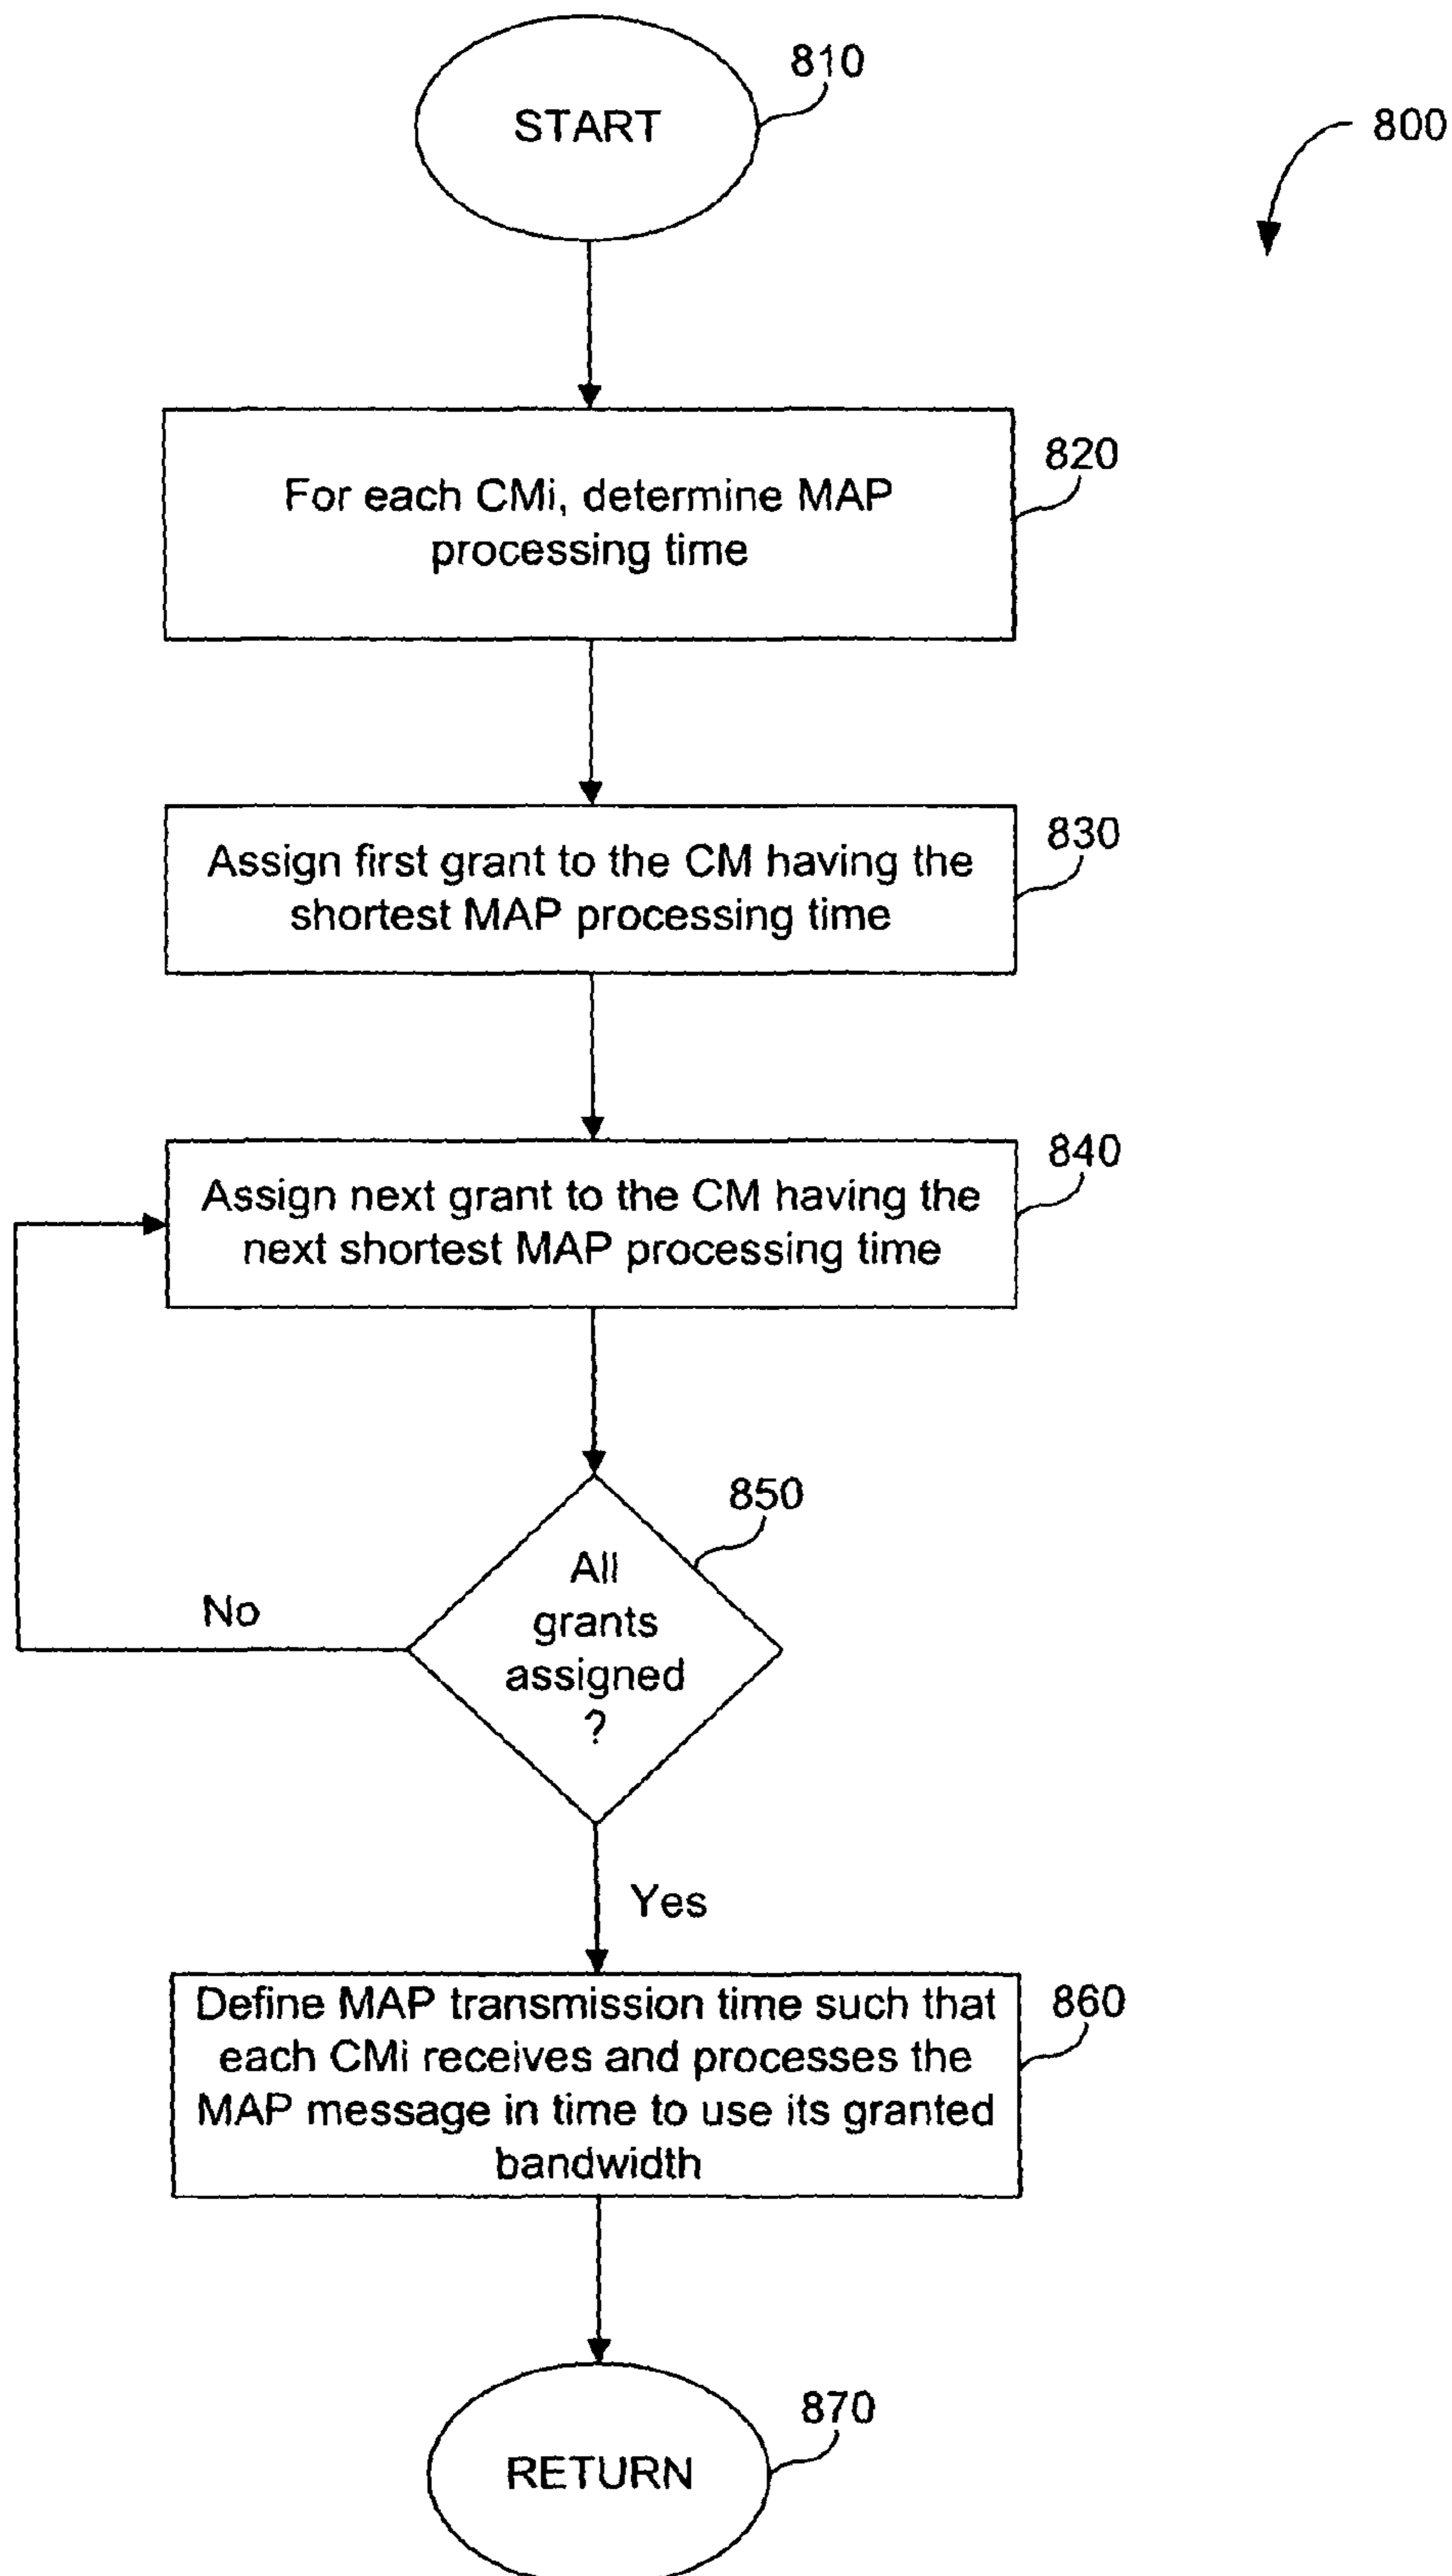 810
START
800
820
For each CMi, determine MAP
processing time
830
Assign first grant to the CM having the
shortest MAP processing time
840
Assign next grant to the CM having the
next shortest MAP processing time
850
All
grants
assigned
?
No
Yes
860
Define MAP transmission time such that
each CMi receives and processes the
MAP message in time to use its granted
bandwidth
870
RETURN